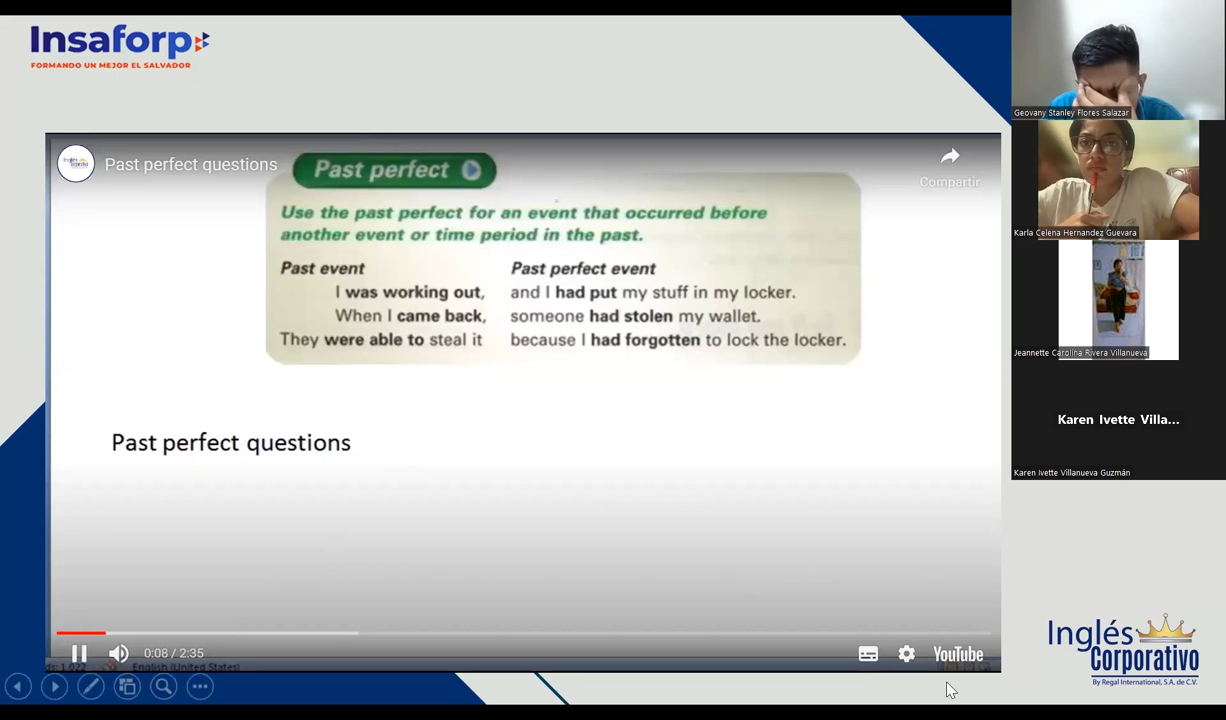 Insaforp
FORMANDO UN MEJOR EL SALVADOR
Past perfect questions
Compartir
Past perfect
Use the past perfect for an event that occurred before
another event or time period in the past.
Past event Past perfect event
I was working out, and I had put my stuff in my locker.
When I came back, someone had stolen my wallet.
They were able to steal it because I had forgotten to lock the locker.
Past perfect questions
0:08 / 2:35
YouTube
1.022 English (United States)
Geovany Stanley Flores Salazar
Karla Celena Hernandez Guevara
Jeannette Carolina Rivera Villanueva
Karen Ivette Villa...
Karen Ivette Villanueva Guzmán
Inglés
Corporativo
By Regal International, S.A. de C.V.